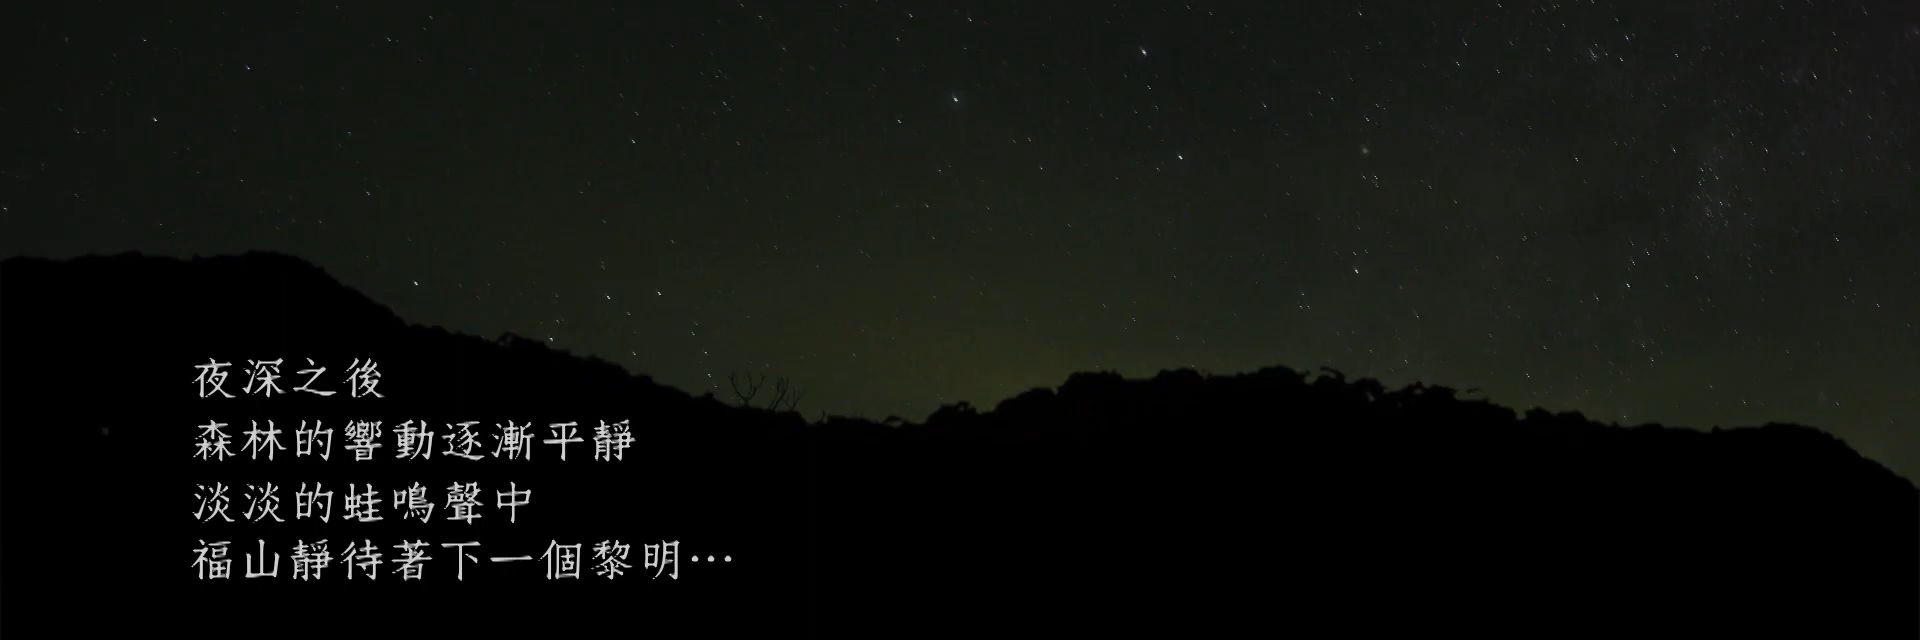 夜深之後
森林的響動逐漸平靜
淡淡的蛙鳴聲中
福山靜待著下一個黎明⋯